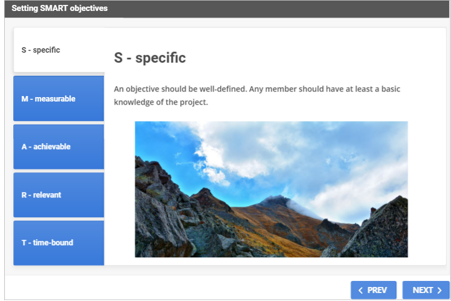 Setting SMART objectives
S - specific
M - measurable
A - achievable
R - relevant
T - time-bound
S - specific
An objective should be well-defined. Any member should have at least a basic
knowledge of the project.
PREV
NEXT